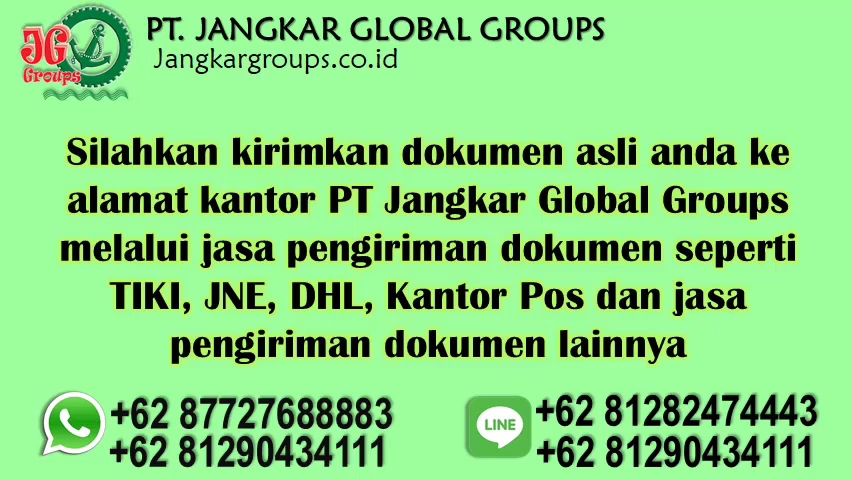 JG
Groups
PT. JANGKAR GLOBAL GROUPS
Jangkargroups.co.id
Silahkan kirimkan dokumen asli anda ke
alamat kantor PT Jangkar Global Groups
melalui jasa pengiriman dokumen seperti
TIKI, JNE, DHL, Kantor Pos dan jasa
pengiriman dokumen lainnya
+62 87727688883
+62 81290434111
LINE
+62 81282474443
+62 81290434111